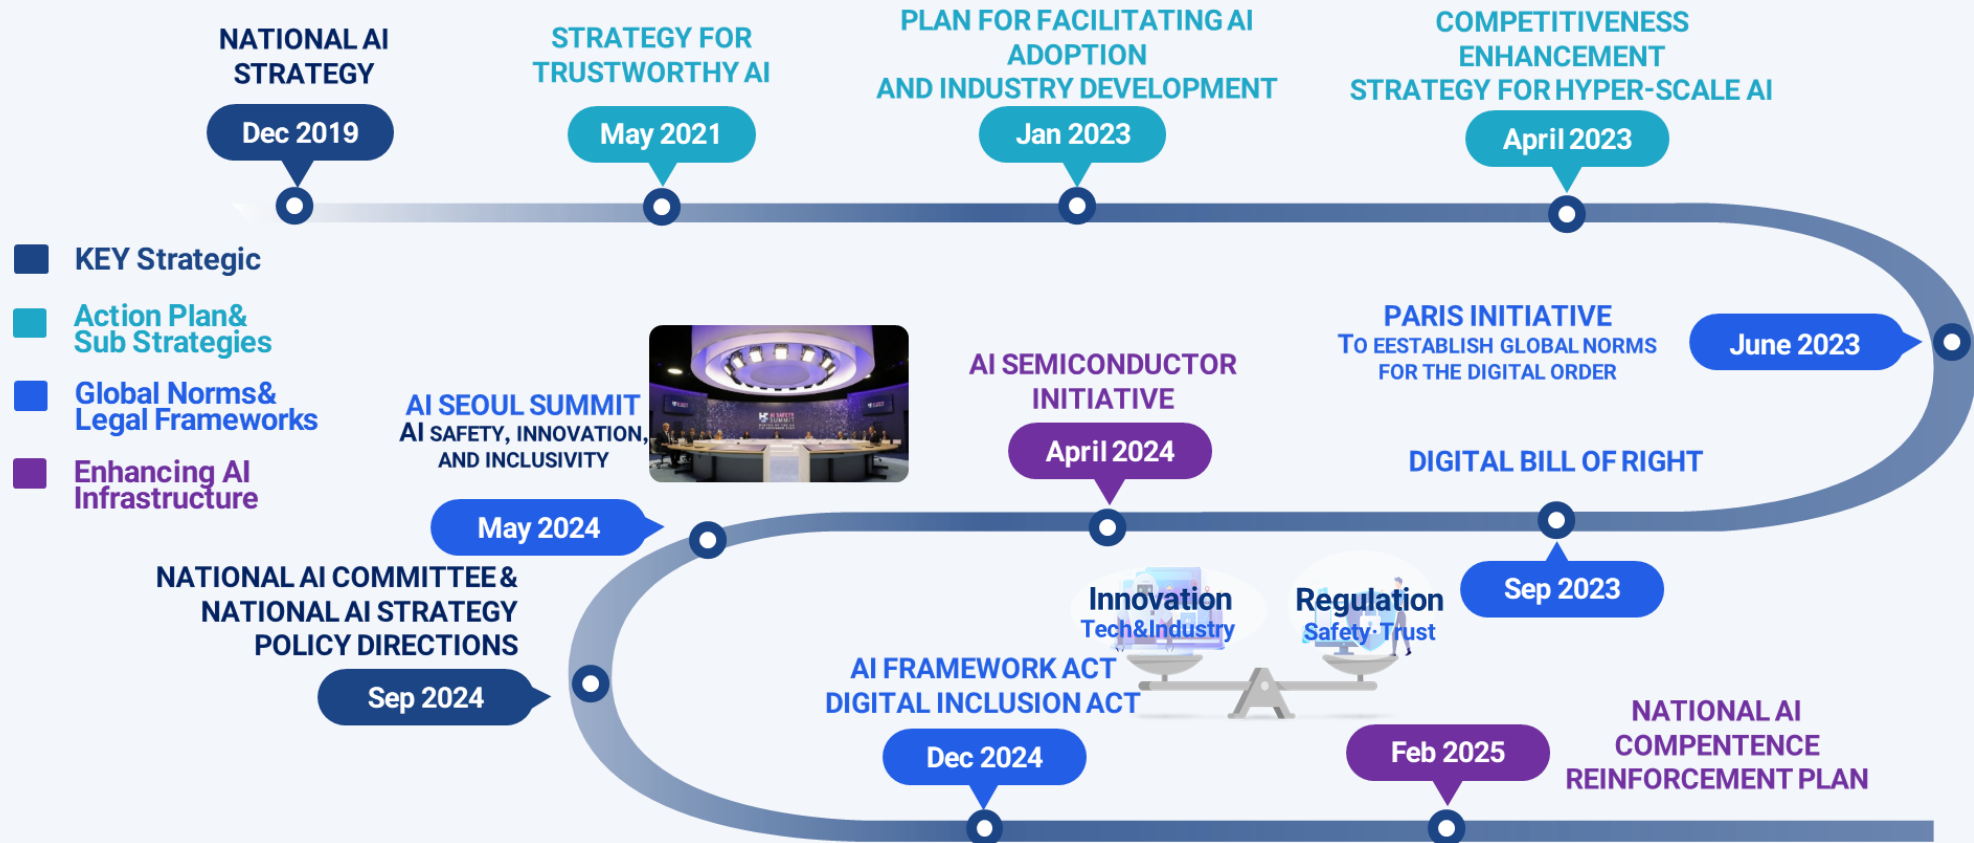 NATIONAL AI
STRATEGY
Dec 2019
STRATEGY FOR
TRUSTWORTHY AI
May 2021
PLAN FOR FACILITATING AI
ADOPTION
AND INDUSTRY DEVELOPMENT
Jan 2023
COMPETITIVENESS
ENHANCEMENT
STRATEGY FOR HYPER-SCALE AI
April 2023
KEY Strategic
Action Plan&
Sub Strategies
Global Norms&
Legal Frameworks
Enhancing AI
Infrastructure
PARIS INITIATIVE
TO EESTABLISH GLOBAL NORMS
FOR THE DIGITAL ORDER
June 2023
DIGITAL BILL OF RIGHT
Sep 2023
AI SEMICONDUCTOR
INITIATIVE
April 2024
AI SEOUL SUMMIT
AI SAFETY, INNOVATION,
AND INCLUSIVITY
May 2024
AI SAFETY
SUMMIT
NATIONAL AI COMMITTEE &
NATIONAL AI STRATEGY
POLICY DIRECTIONS
Sep 2024
Innovation
Tech&Industry
Regulation
Safety·Trust
AI FRAMEWORK ACT
DIGITAL INCLUSION ACT
Dec 2024
Feb 2025
NATIONAL AI
COMPENTENCE
REINFORCEMENT PLAN